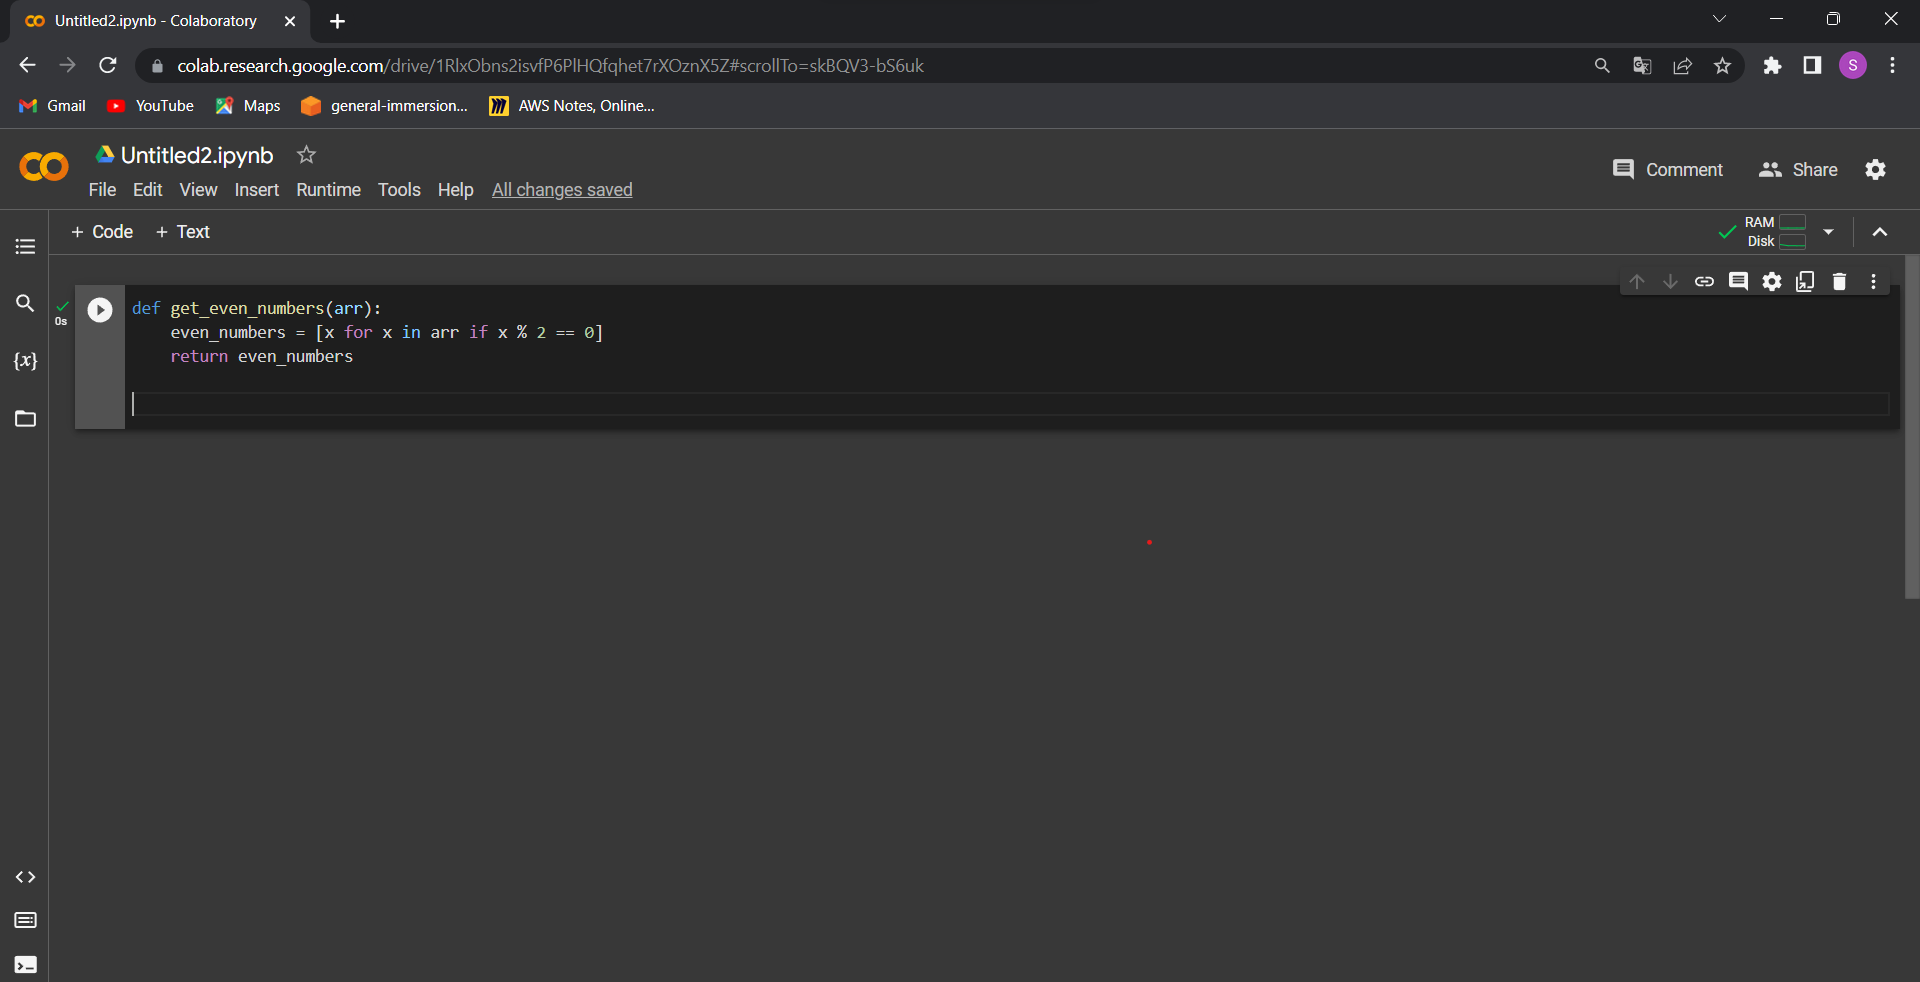 Untitled2.ipynb - Colaboratory
colab.research.google.com/drive/1RlxObns2isvfP6PlHQfqhet7rXOznX5Z#scrollTo=skBQV3-bS6uk
S
Gmail YouTube Maps general-immersion... AWS Notes, Online...
Untitled2.ipynb
Comment Share
File Edit View Insert Runtime Tools Help All changes saved
+ Code + Text
RAM
Disk
0s
def get_even_numbers(arr):
    even_numbers = [x for x in arr if x % 2 == 0]
    return even_numbers
{x}